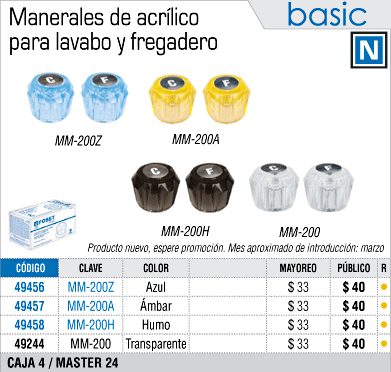 Manerales de acrílico
para lavabo y fregadero
basic
N
C F
C F
MM-200Z
MM-200A
C F
C F
MM-200H
MM-200
FOSET
Producto nuevo, espere promoción. Mes aproximado de introducción: marzo
CÓDIGO CLAVE COLOR MAYOREO PÚBLICO R
49456 MM-200Z Azul $ 33 $ 40
49457 MM-200A Ámbar $ 33 $ 40
49458 MM-200H Humo $ 33 $ 40
49244 MM-200 Transparente $ 33 $ 40
CAJA 4 / MASTER 24